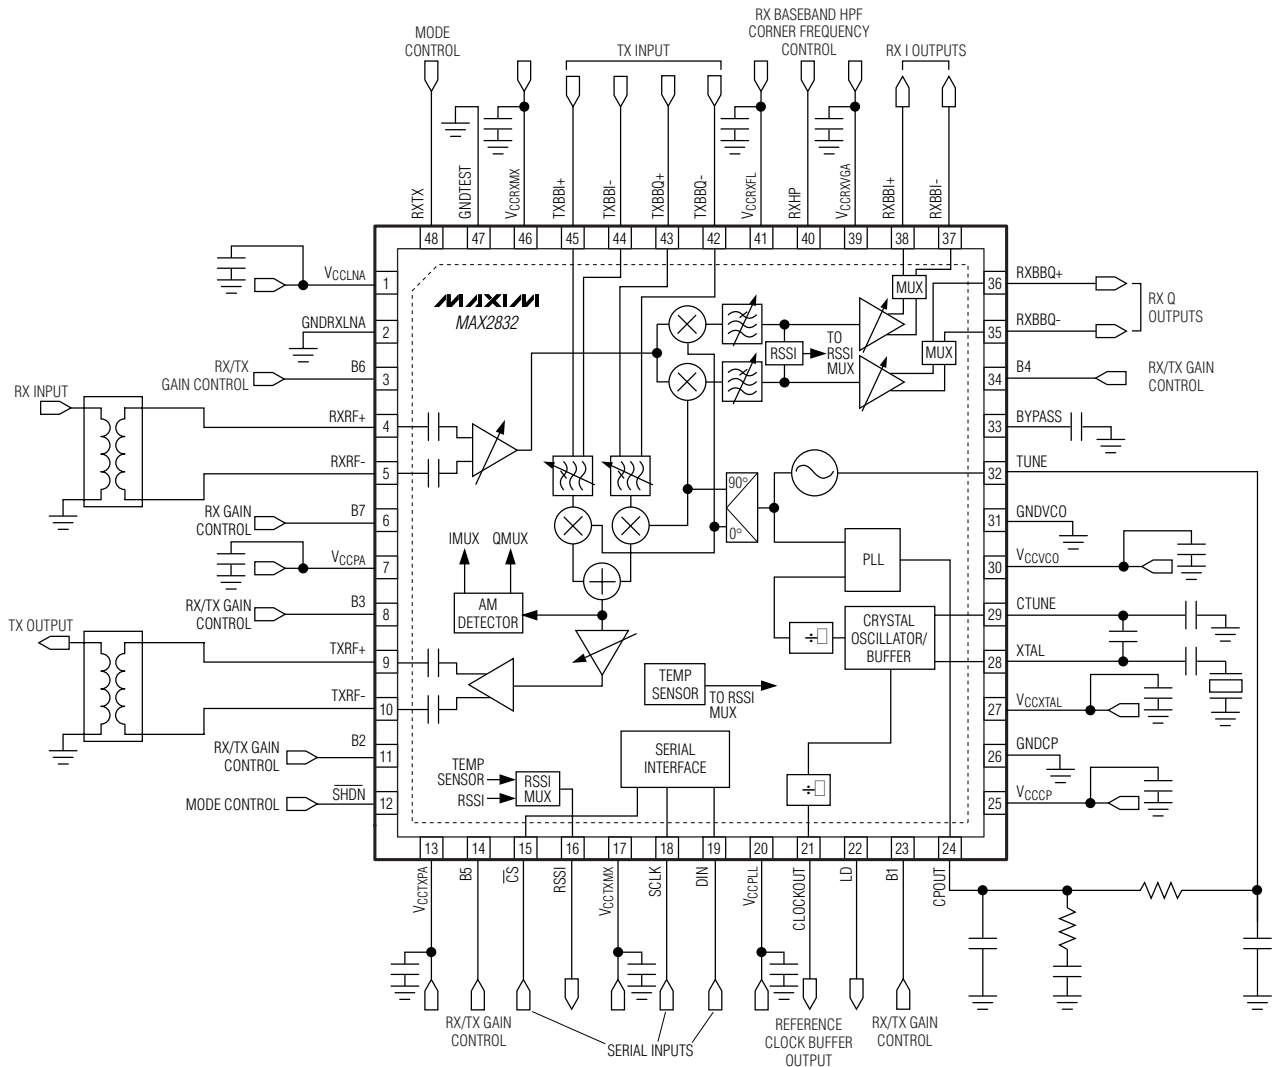 MODE
CONTROL
TX INPUT
RX BASEBAND HPF
CORNER FREQUENCY
CONTROL
RX I OUTPUTS
RXTX
GNDTEST
VCCRXMX
TXBBI+
TXBBI-
TXBBQ+
TXBBQ-
VCCRXFL
RXHP
VCCRXVGA
RXBBI+
RXBBI-
48
47
46
45
44
43
42
41
40
39
38
37
VCCLNA
1
GNDRXLNA
2
RX/TX
GAIN CONTROL
B6
3
RX INPUT
RXRF+
4
RXRF-
5
RX GAIN
CONTROL
B7
6
VCCPA
7
RX/TX GAIN
CONTROL
B3
8
TX OUTPUT
TXRF+
9
TXRF-
10
RX/TX GAIN
CONTROL
B2
11
MODE CONTROL
SHDN
12
MAXIM
MAX2832
MUX
MUX
RSSI
TO
RSSI
MUX
90°
0°
IMUX
QMUX
AM
DETECTOR
PLL
÷
CRYSTAL
OSCILLATOR/
BUFFER
TEMP
SENSOR
TO RSSI
MUX
SERIAL
INTERFACE
TEMP
SENSOR
RSSI
RSSI
MUX
÷
36
RXBBQ+
35
RXBBQ-
RX Q
OUTPUTS
34
B4
RX/TX GAIN
CONTROL
33
BYPASS
32
TUNE
31
GNDVCO
30
VCCVCO
29
CTUNE
28
XTAL
27
VCCXTAL
26
GNDCP
25
VCCCP
13
14
15
16
17
18
19
20
21
22
23
24
VCCTXPA
B5
CS
RSSI
VCCTXMX
SCLK
DIN
VCCPLL
CLOCKOUT
LD
B1
CPOUT
RX/TX GAIN
CONTROL
SERIAL INPUTS
REFERENCE
CLOCK BUFFER
OUTPUT
RX/TX GAIN
CONTROL